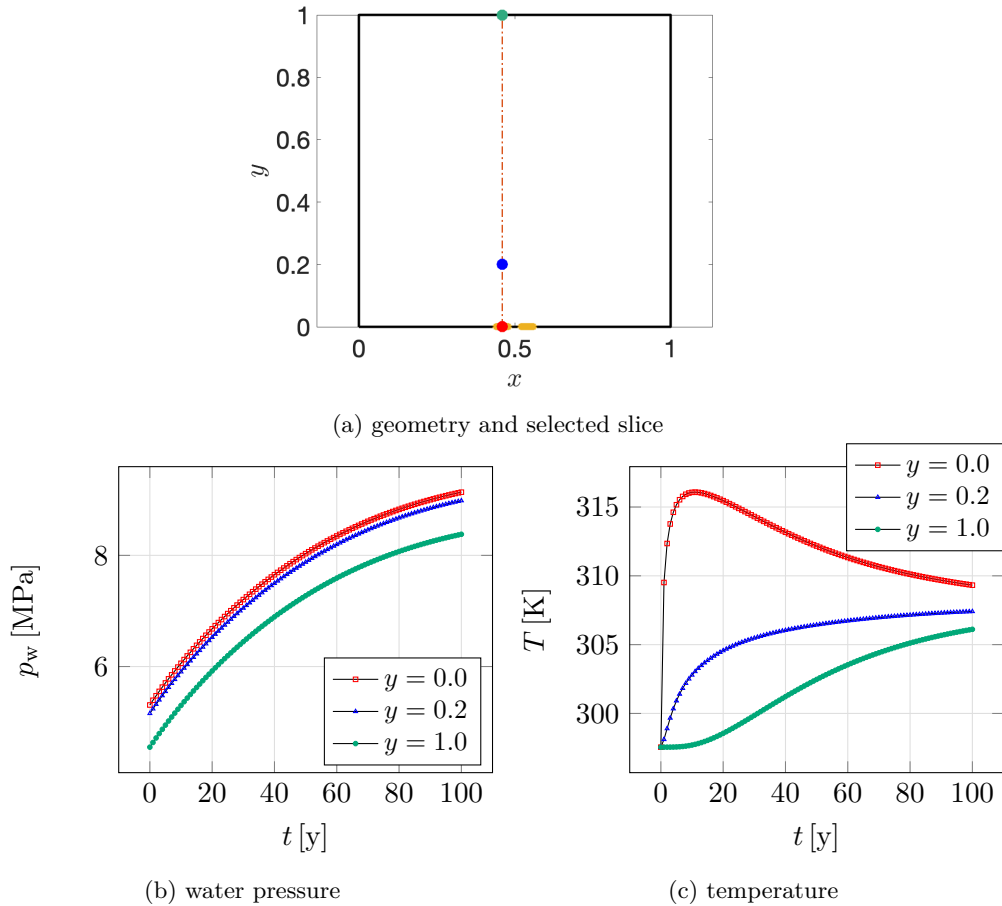 1
0.8
0.6
y
0.4
0.2
0
0 0.5 1
x
(a) geometry and selected slice
8
6
p_w [MPa]
y = 0.0
y = 0.2
y = 1.0
0 20 40 60 80 100
t [y]
(b) water pressure
y = 0.0
y = 0.2
y = 1.0
315
310
305
300
T [K]
0 20 40 60 80 100
t [y]
(c) temperature